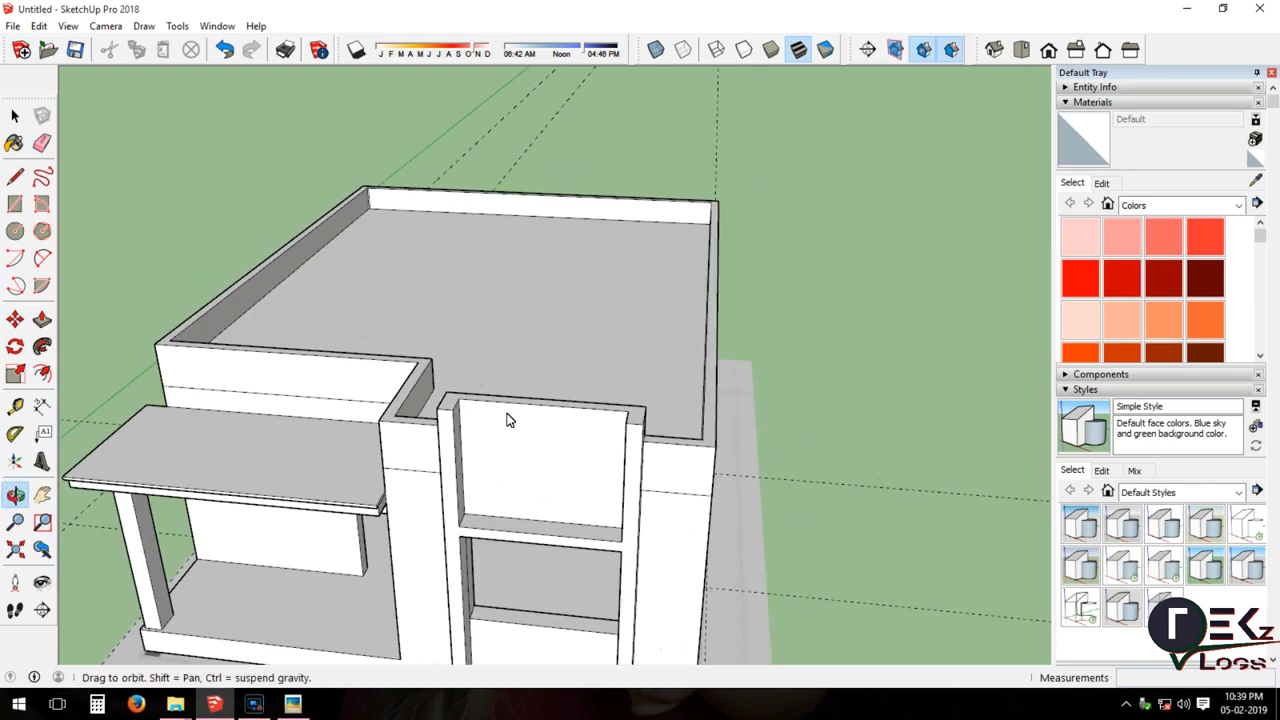 Untitled - SketchUp Pro 2018
File Edit View Camera Draw Tools Window Help
J F M A M J J A S O N D
06:42 AM Noon 04:46 PM
Default Tray
Entity Info
Materials
Default
Select Edit
Colors
Components
Styles
Simple Style
Default face colors. Blue sky and green background color.
Select Edit Mix
Default Styles
A1
TEKz
VLogs
Drag to orbit. Shift = Pan, Ctrl = suspend gravity.
Measurements
10:39 PM
05-02-2019